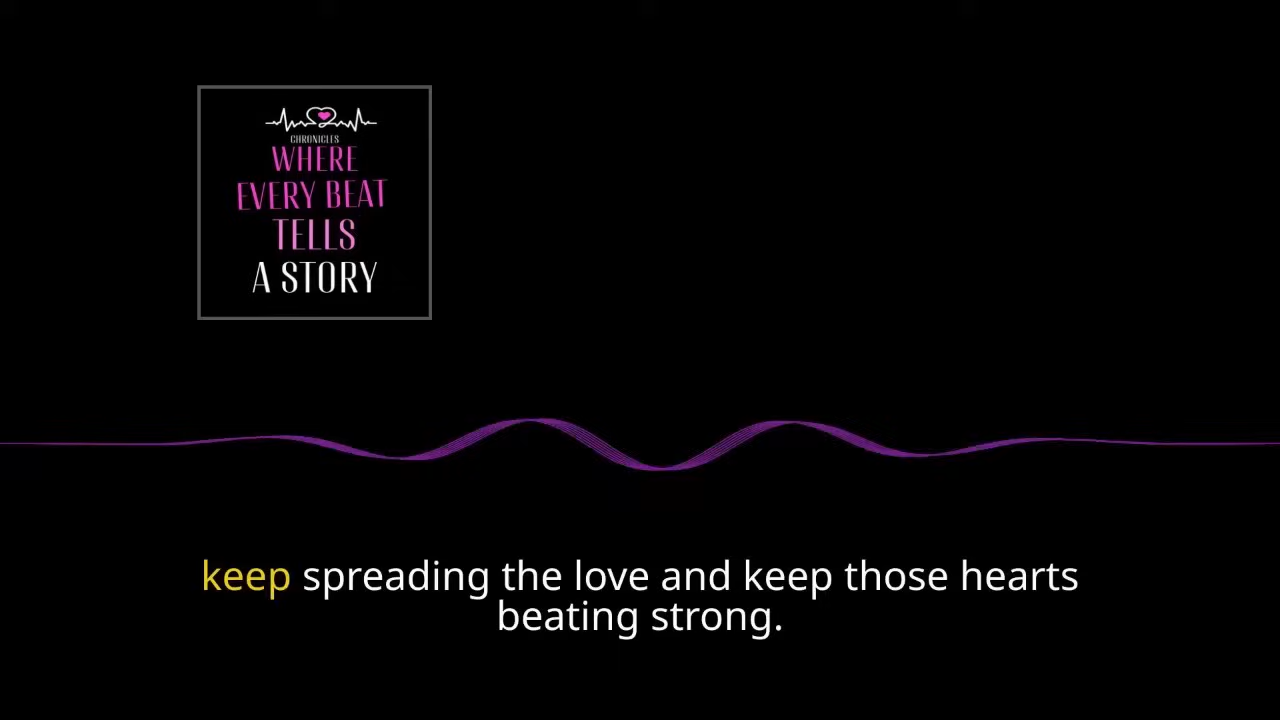 CHRONICLES
WHERE
EVERY BEAT
TELLS
A STORY
keep spreading the love and keep those hearts
beating strong.